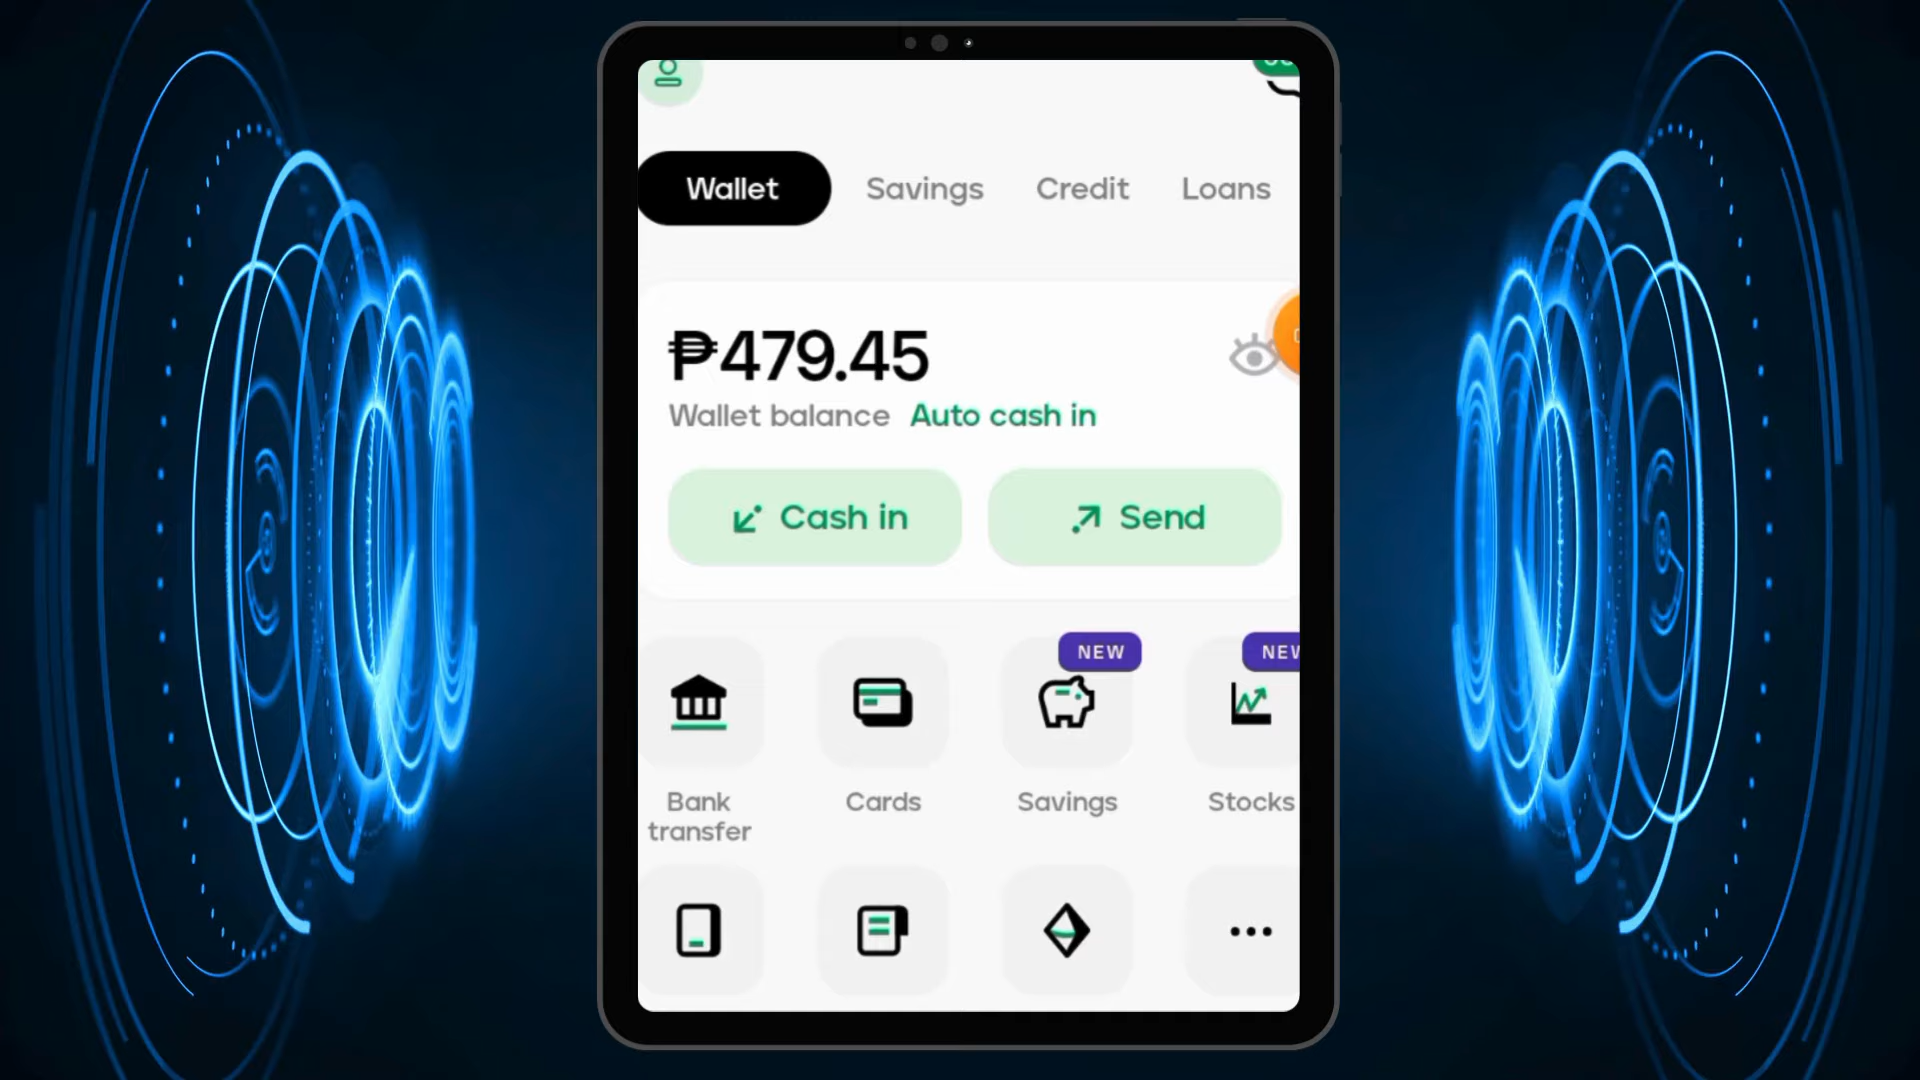 Wallet Savings Credit Loans
₱479.45
Wallet balance Auto cash in
Cash in Send
NEW
Bank transfer
Cards
Savings
Stocks